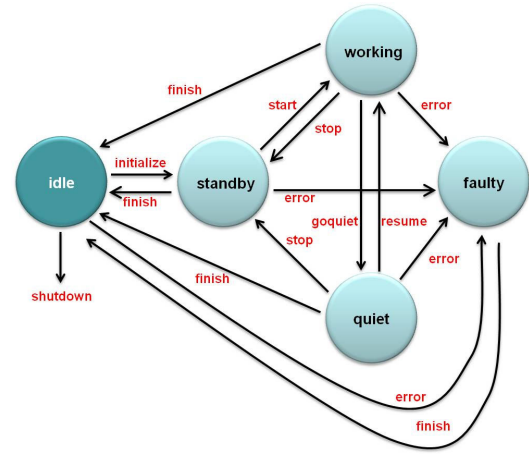 working
finish
start
error
stop
initialize
idle
standby
faulty
finish
error
goquiet
resume
stop
error
finish
shutdown
quiet
error
finish